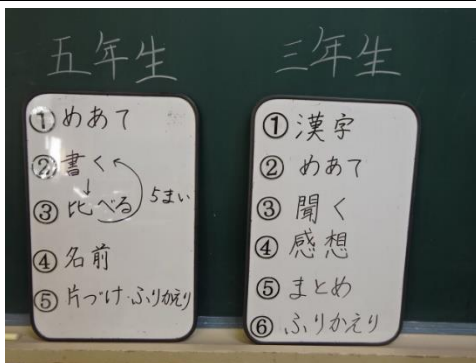 五年生
①めあて
②書く
↓
③比べる
5まい
④名前
⑤片づけ・ふりかえり
三年生
①漢字
②めあて
③聞く
④感想
⑤まとめ
⑥ふりかえり